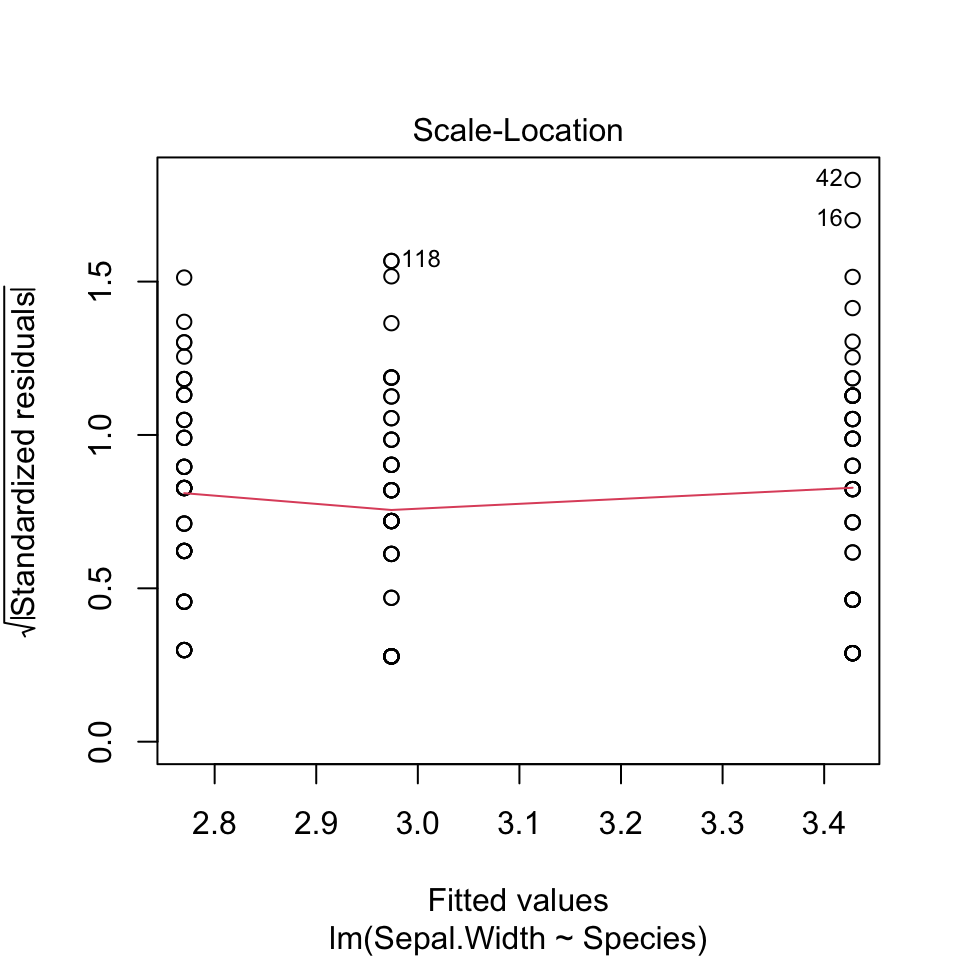 Scale-Location
42
16
118
√|Standardized residuals|
0.0 0.5 1.0 1.5
2.8 2.9 3.0 3.1 3.2 3.3 3.4
Fitted values
lm(Sepal.Width ~ Species)